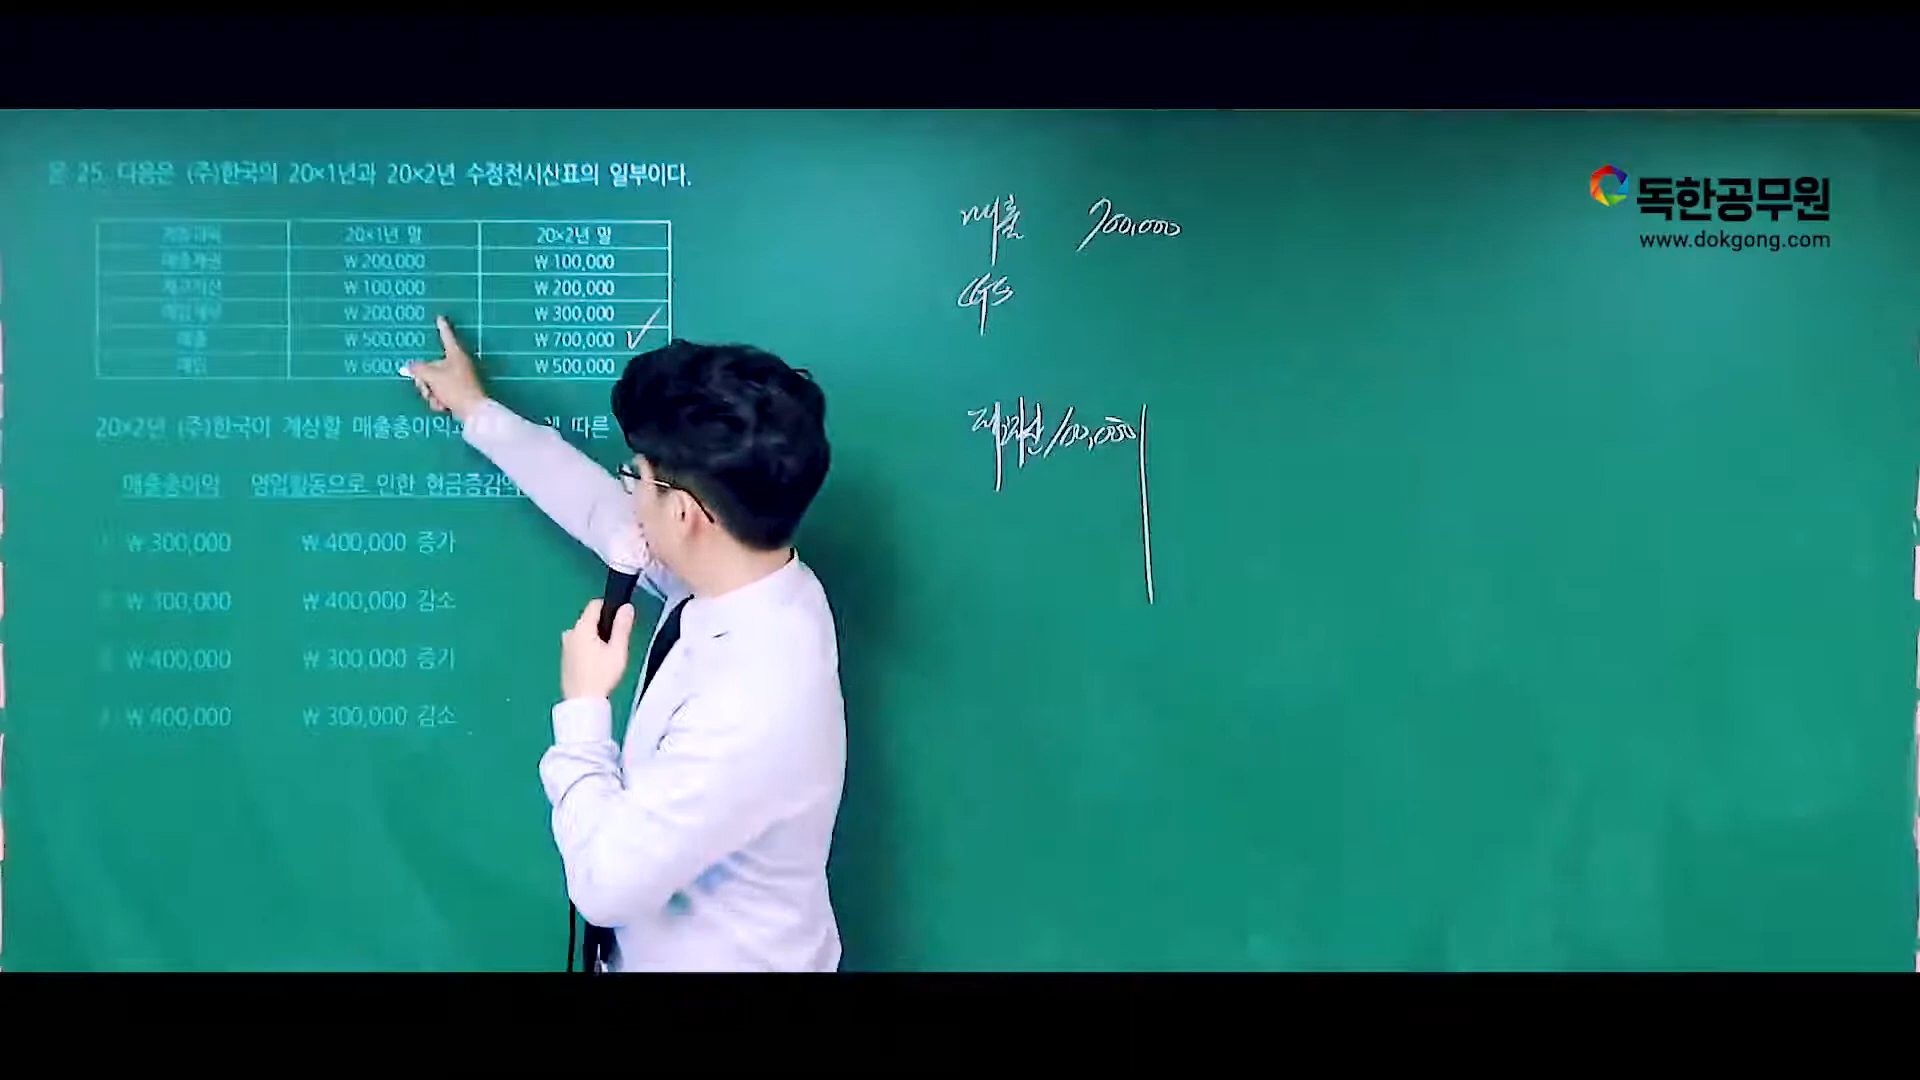 문 25. 다음은 (주)한국의 20×1년과 20×2년 수정전시산표의 일부이다.
계정과목 20×1년 말 20×2년 말
매출채권 ₩200,000 ₩100,000
재고자산 ₩100,000 ₩200,000
매입채무 ₩200,000 ₩300,000
매출 ₩500,000 ₩700,000
매입 ₩600,0 ₩500,000
20×2년 (주)한국이 계상할 매출총이익과 따른
매출총이익 영업활동으로 인한 현금증감액
₩300,000 ₩400,000 증가
₩300,000 ₩400,000 감소
₩400,000 ₩300,000 증가
₩400,000 ₩300,000 감소
매출 700,000
CGS
재고자산 100,000
독한공무원
www.dokgong.com